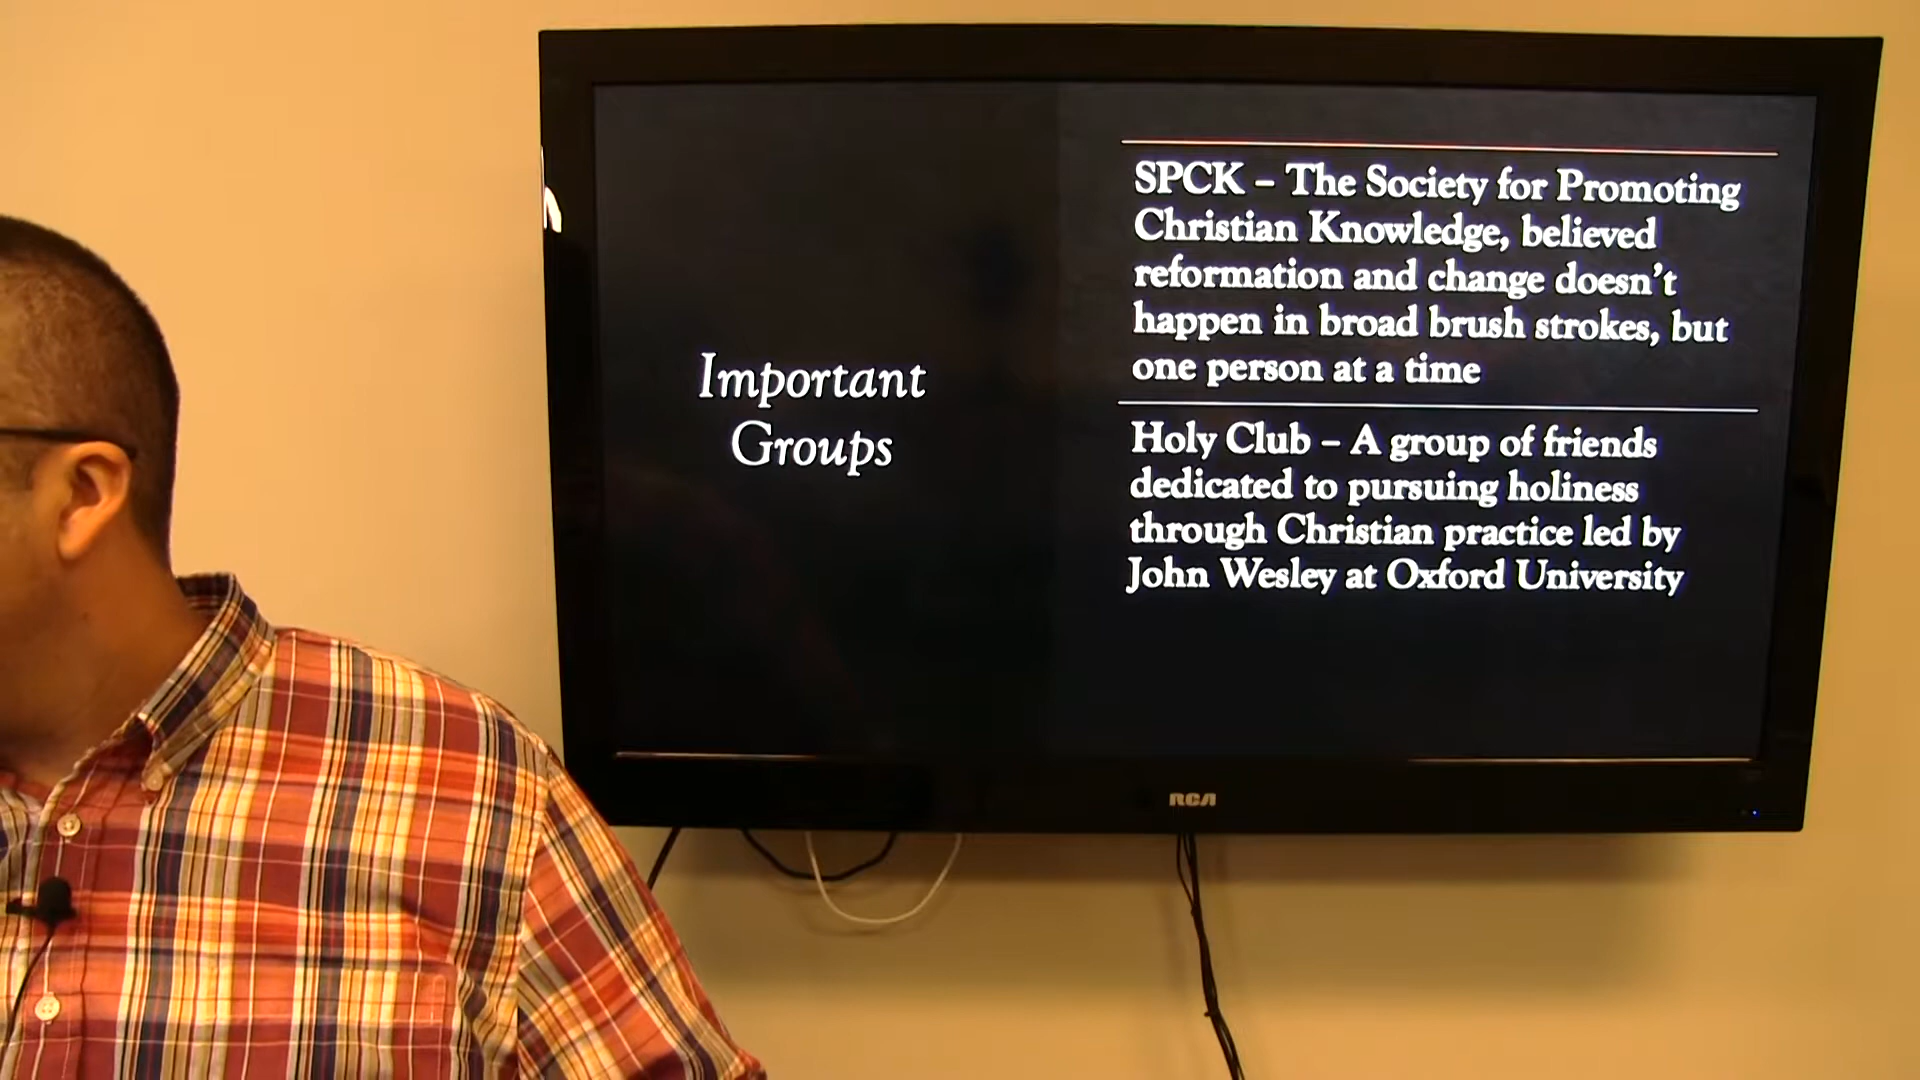 Important
Groups
SPCK – The Society for Promoting
Christian Knowledge, believed
reformation and change doesn't
happen in broad brush strokes, but
one person at a time
Holy Club – A group of friends
dedicated to pursuing holiness
through Christian practice led by
John Wesley at Oxford University
RCA